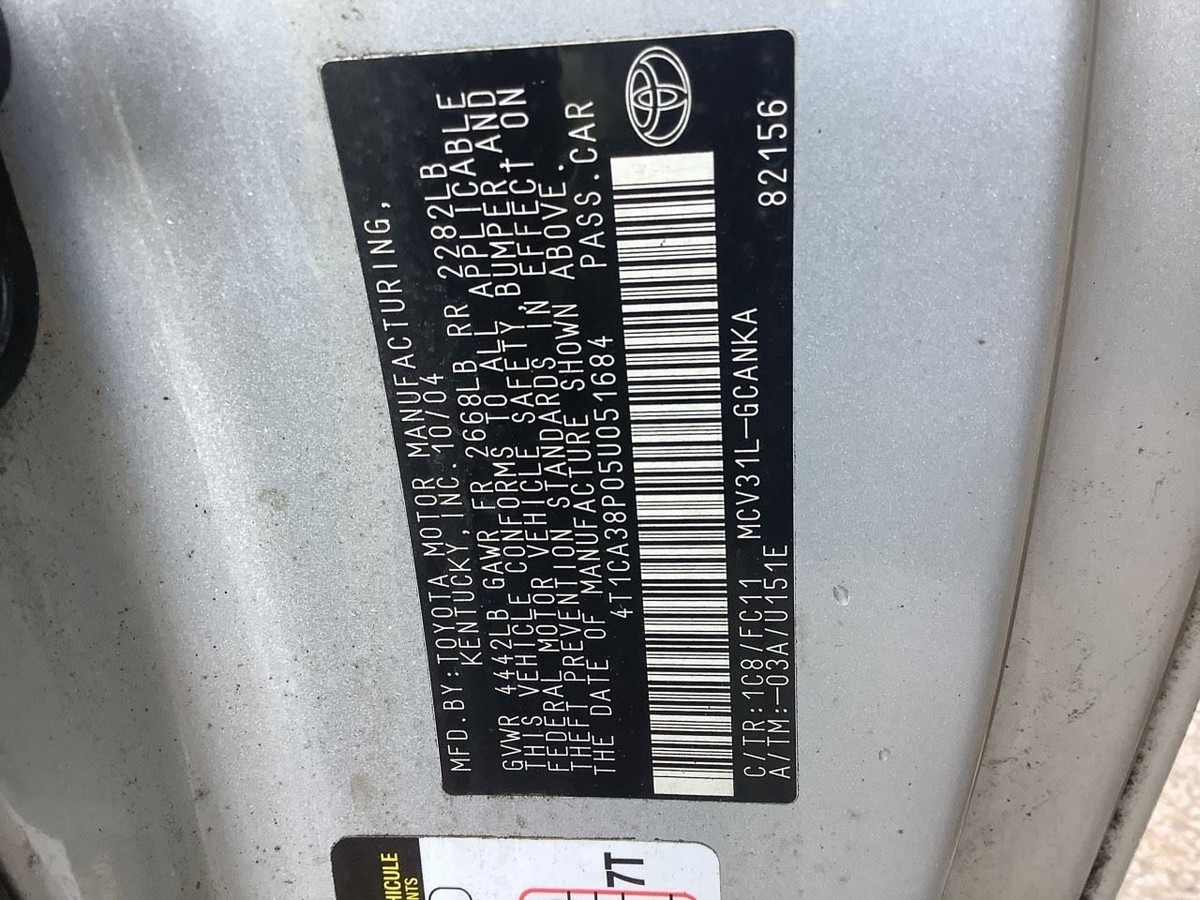 MFD.BY:TOYOTA MOTOR MANUFACTURING,
KENTUCKY,INC.10/04
GVWR 4442LB GAWR FR 2668LB RR 2282LB
THIS VEHICLE CONFORMS TO ALL APPLICABLE
FEDERAL MOTOR VEHICLE SAFETY,BUMPER,AND
THEFT PREVENTION STANDARDS IN EFFECT ON
THE DATE OF MANUFACTURE SHOWN ABOVE.
4T1CA38P05U051684 PASS.CAR
C/TR:1C8/FC11 MCV31L-GCANKA
A/TM:-03A/U151E 82156
7T